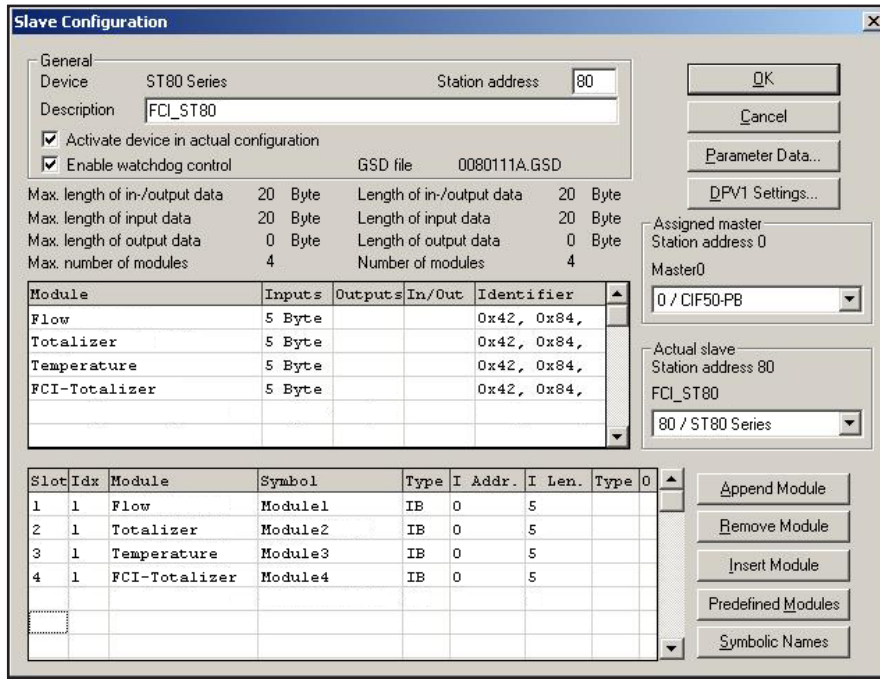 Slave Configuration
General
Device ST80 Series Station address 80
Description FCI_ST80
Activate device in actual configuration
Enable watchdog control GSD file 0080111A.GSD
OK
Cancel
Parameter Data...
DPV1 Settings...
Max. length of in-/output data 20 Byte Length of in-/output data 20 Byte
Max. length of input data 20 Byte Length of input data 20 Byte
Max. length of output data 0 Byte Length of output data 0 Byte
Max. number of modules 4 Number of modules 4
Assigned master
Station address 0
Master0
0 / CIF50-PB
Module Inputs Outputs In/Out Identifier
Flow 5 Byte 0x42, 0x84,
Totalizer 5 Byte 0x42, 0x84,
Temperature 5 Byte 0x42, 0x84,
FCI-Totalizer 5 Byte 0x42, 0x84,
Actual slave
Station address 80
FCI_ST80
80 / ST80 Series
Slot Idx Module Symbol Type I Addr. I Len. Type O
1 1 Flow Module1 IB 0 5
2 1 Totalizer Module2 IB 0 5
3 1 Temperature Module3 IB 0 5
4 1 FCI-Totalizer Module4 IB 0 5
Append Module
Remove Module
Insert Module
Predefined Modules
Symbolic Names